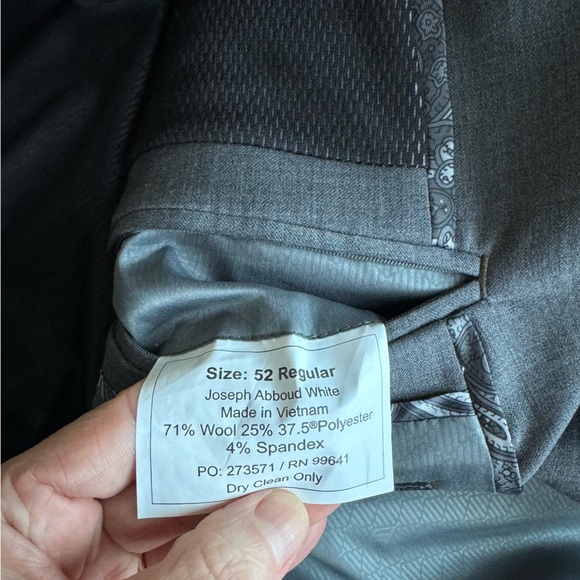 Size: 52 Regular
Joseph Abboud White
Made in Vietnam
71% Wool 25% 37.5®Polyester
4% Spandex
PO: 273571 / RN 99641
Dry Clean Only